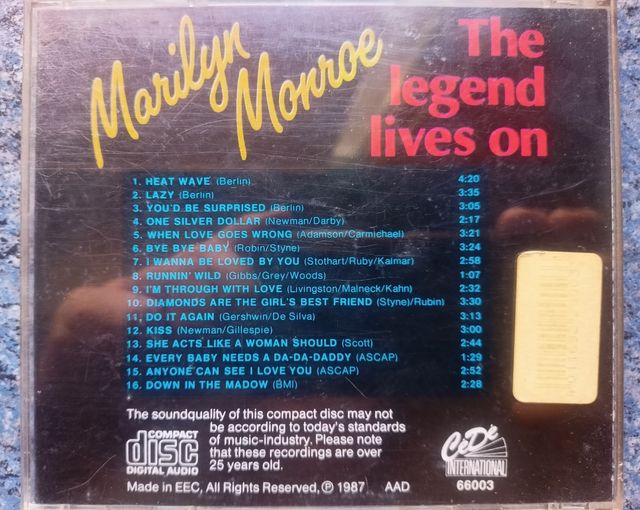 Marilyn Monroe
The legend lives on
1. HEAT WAVE (Berlin) 4:20
2. LAZY (Berlin) 3:35
3. YOU'D BE SURPRISED (Berlin) 3:05
4. ONE SILVER DOLLAR (Newman/Darby) 2:17
5. WHEN LOVE GOES WRONG (Adamson/Carmichael) 3:21
6. BYE BYE BABY (Robin/Styne) 3:24
7. I WANNA BE LOVED BY YOU (Stothart/Ruby/Kalmar) 2:58
8. RUNNIN' WILD (Gibbs/Grey/Woods) 1:07
9. I'M THROUGH WITH LOVE (Livingston/Malneck/Kahn) 2:32
10. DIAMONDS ARE THE GIRL'S BEST FRIEND (Styne/Rubin) 3:30
11. DO IT AGAIN (Gershwin/De Silva) 3:13
12. KISS (Newman/Gillespie) 3:00
13. SHE ACTS LIKE A WOMAN SHOULD (Scott) 2:44
14. EVERY BABY NEEDS A DA-DA-DADDY (ASCAP) 1:29
15. ANYONE CAN SEE I LOVE YOU (ASCAP) 2:52
16. DOWN IN THE MADOW (BMI) 2:28
The soundquality of this compact disc may not
be according to today's standards
of music-industry. Please note
that these recordings are over
25 years old.
COMPACT
disc
DIGITAL AUDIO
CeDe
INTERNATIONAL
66003
Made in EEC, All Rights Reserved, ℗ 1987 AAD